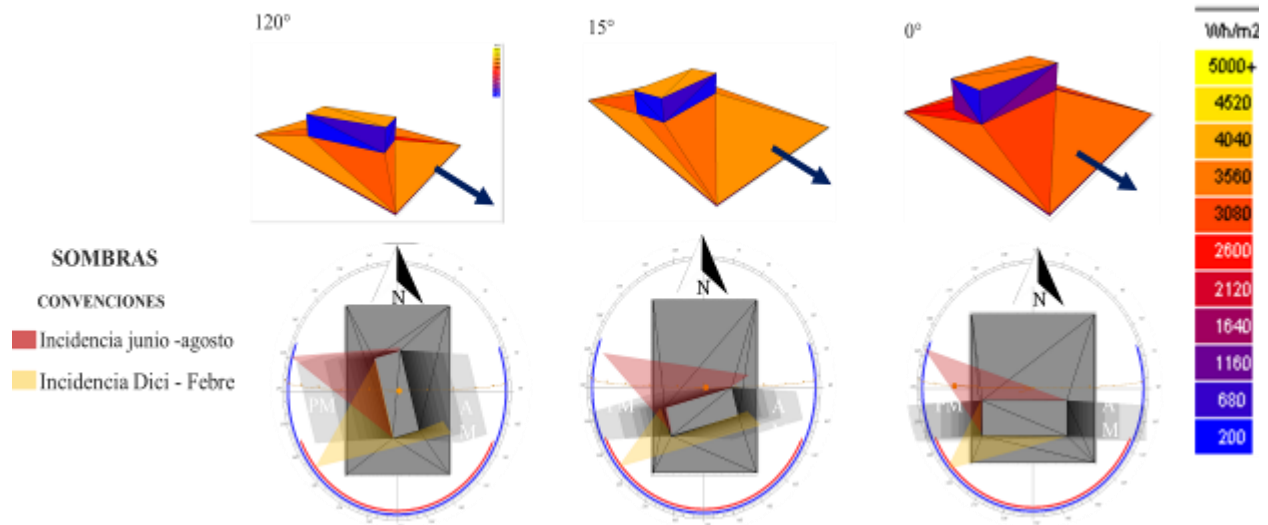 120°
15°
0°
Wh/m2
5000+
4520
4040
3560
3080
2600
2120
1640
1160
680
200
SOMBRAS
CONVENCIONES
Incidencia junio -agosto
Incidencia Dici - Febre
N
PM
A
M
N
PM
A
M
N
PM
A
M